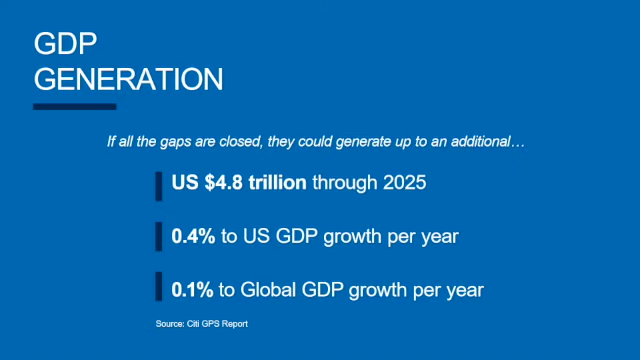 GDP
GENERATION
If all the gaps are closed, they could generate up to an additional…
US $4.8 trillion through 2025
0.4% to US GDP growth per year
0.1% to Global GDP growth per year
Source: Citi GPS Report